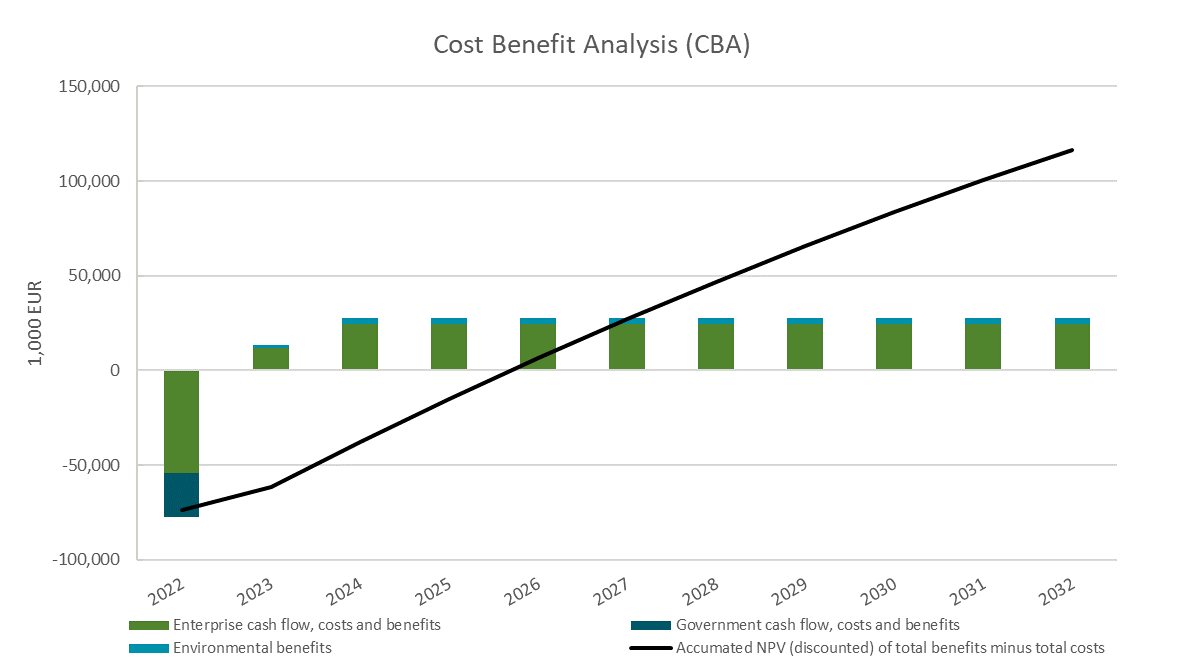 Cost Benefit Analysis (CBA)
150,000
100,000
50,000
0
-50,000
-100,000
1,000 EUR
2022
2023
2024
2025
2026
2027
2028
2029
2030
2031
2032
Enterprise cash flow, costs and benefits
Government cash flow, costs and benefits
Environmental benefits
Accumated NPV (discounted) of total benefits minus total costs